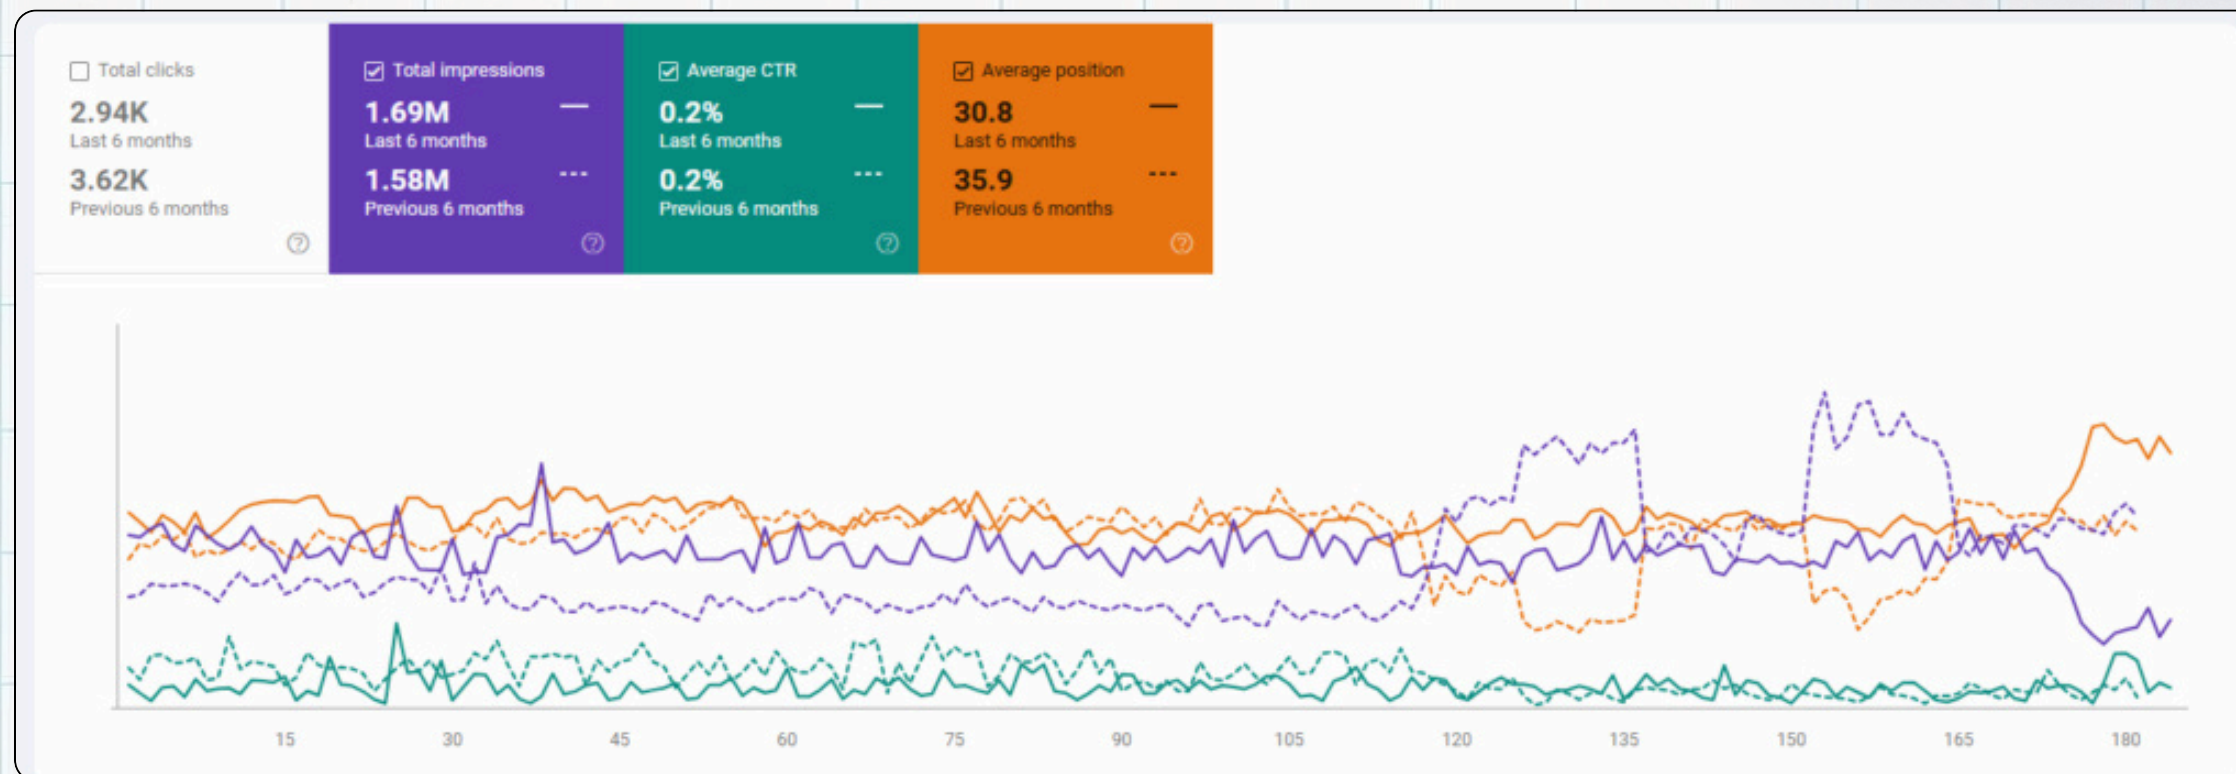 Total clicks
2.94K
Last 6 months
3.62K
Previous 6 months
Total impressions
1.69M
Last 6 months
1.58M
Previous 6 months
Average CTR
0.2%
Last 6 months
0.2%
Previous 6 months
Average position
30.8
Last 6 months
35.9
Previous 6 months
15 30 45 60 75 90 105 120 135 150 165 180